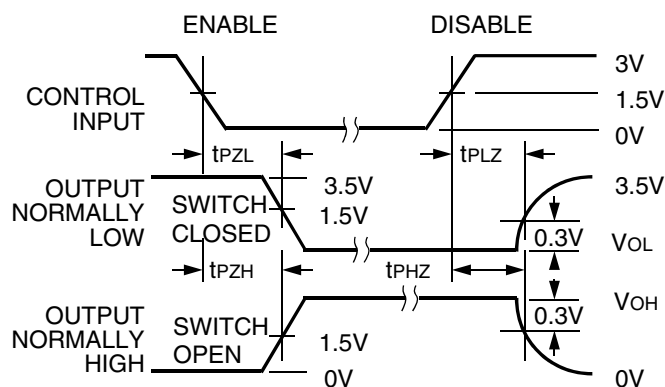 ENABLE DISABLE
3V
CONTROL
INPUT
1.5V
0V
tPZL
tPLZ
OUTPUT
NORMALLY
LOW
SWITCH
CLOSED
3.5V
1.5V
3.5V
0.3V
VOL
tPZH
tPHZ
OUTPUT
NORMALLY
HIGH
SWITCH
OPEN
1.5V
0V
VOH
0.3V
0V